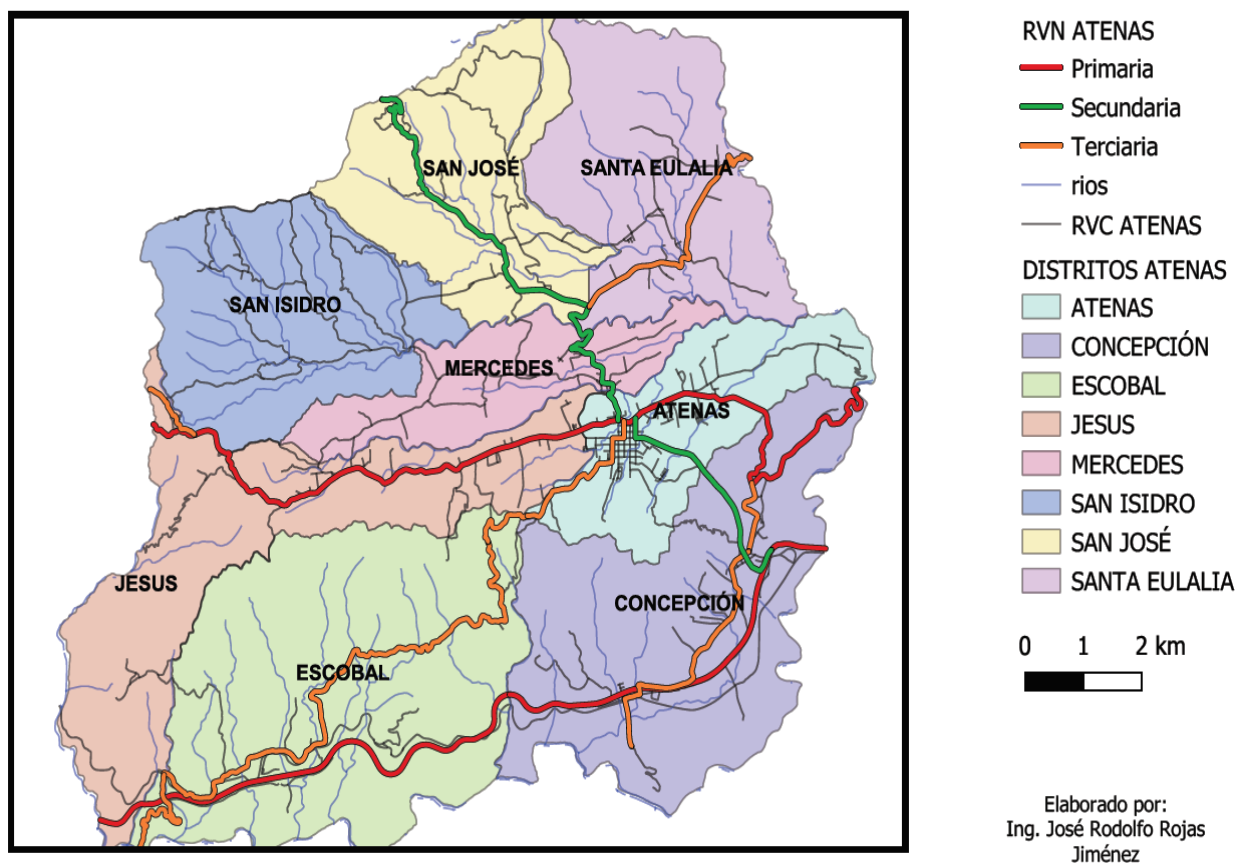 SAN JOSÉ
SANTA EULALIA
SAN ISIDRO
MERCEDES
ATENAS
JESUS
CONCEPCIÓN
ESCOBAL
RVN ATENAS
Primaria
Secundaria
Terciaria
rios
RVC ATENAS
DISTRITOS ATENAS
ATENAS
CONCEPCIÓN
ESCOBAL
JESUS
MERCEDES
SAN ISIDRO
SAN JOSÉ
SANTA EULALIA
0 1 2 km
Elaborado por:
Ing. José Rodolfo Rojas
Jiménez